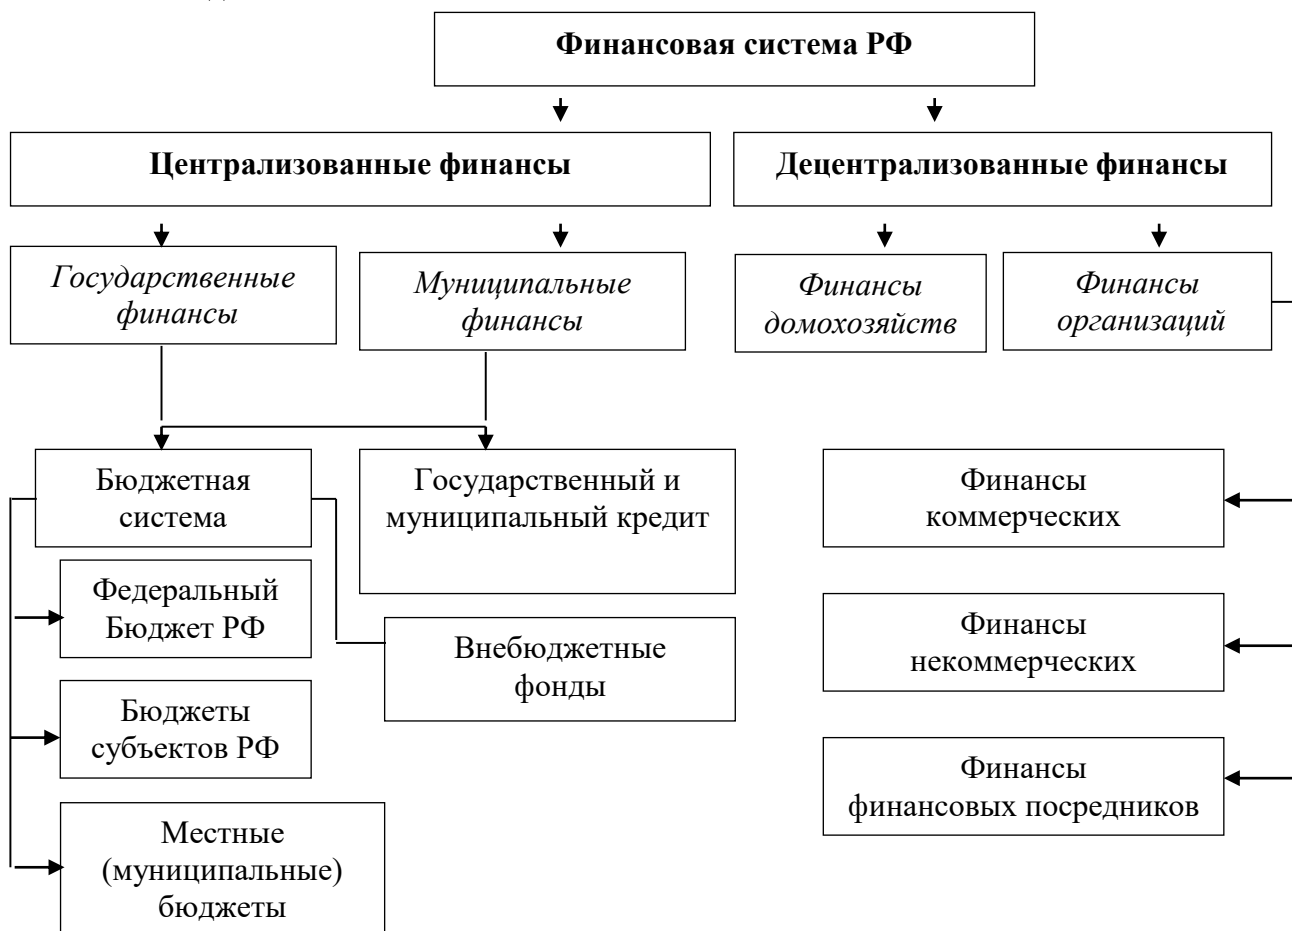 Финансовая система РФ
Централизованные финансы
Децентрализованные финансы
Государственные
финансы
Муниципальные
финансы
Финансы
домохозяйств
Финансы
организаций
Бюджетная
система
Государственный и
муниципальный кредит
Финансы
коммерческих
Федеральный
Бюджет РФ
Внебюджетные
фонды
Финансы
некоммерческих
Бюджеты
субъектов РФ
Финансы
финансовых посредников
Местные
(муниципальные)
бюджеты